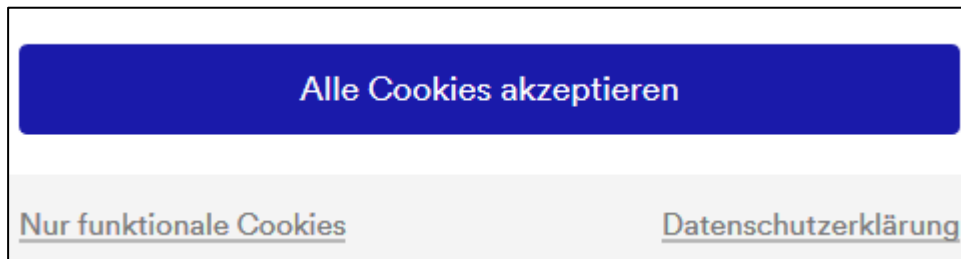 Alle Cookies akzeptieren
Nur funktionale Cookies Datenschutzerklärung